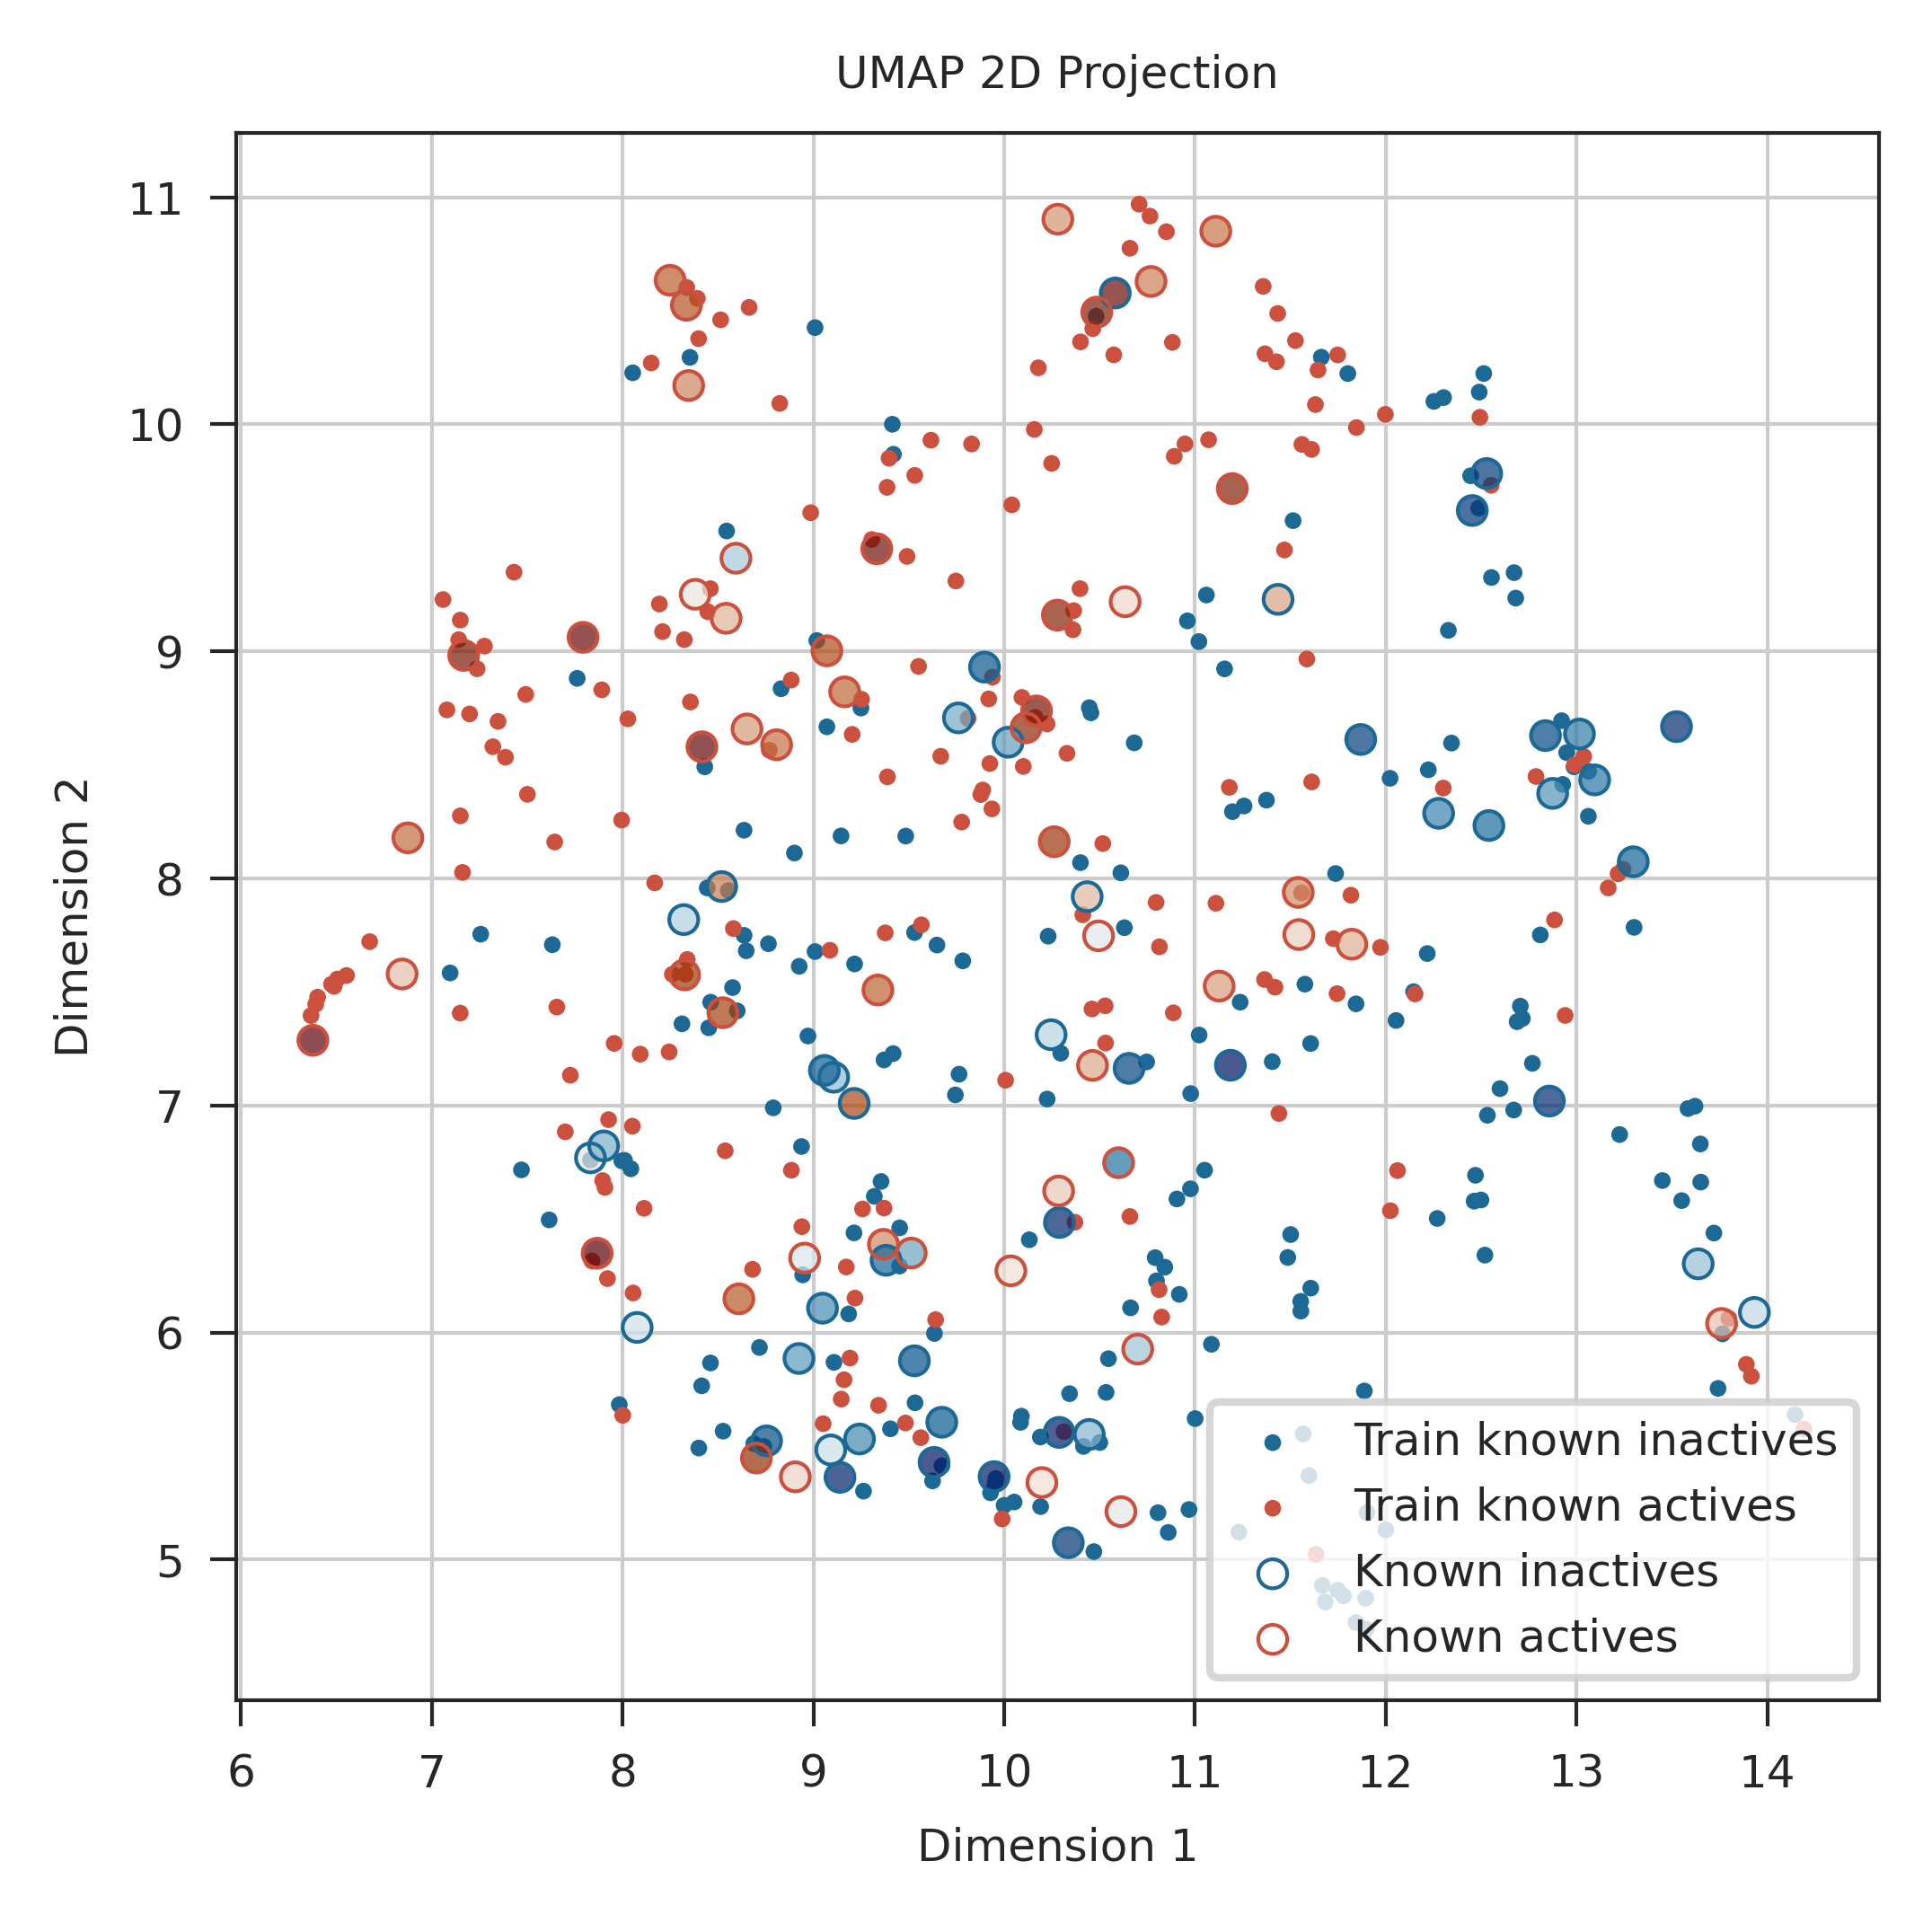 UMAP 2D Projection
11
10
9
8
7
6
5
Dimension 2
Train known inactives
Train known actives
Known inactives
Known actives
6 7 8 9 10 11 12 13 14
Dimension 1